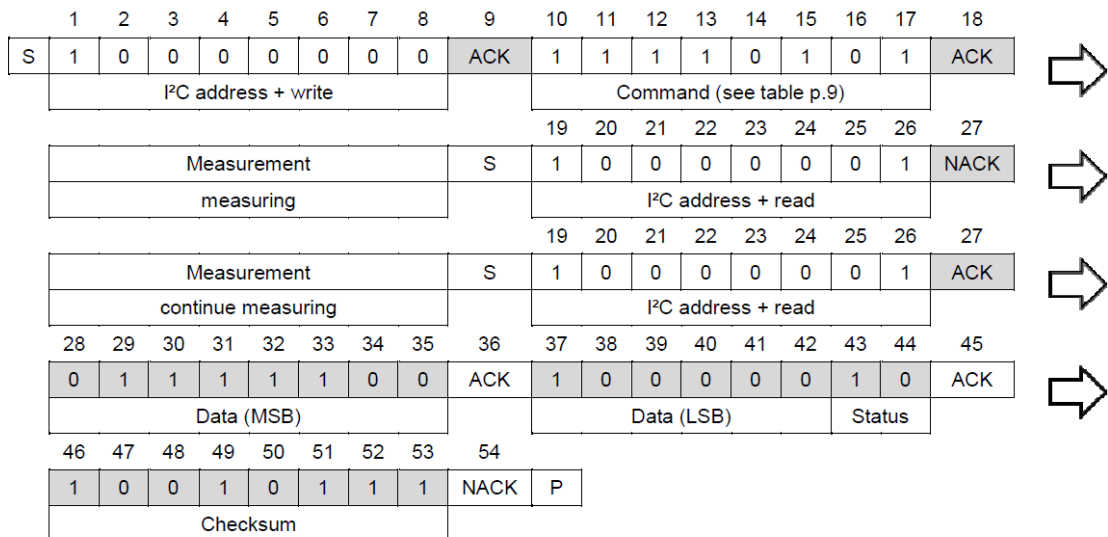 1 2 3 4 5 6 7 8 9 10 11 12 13 14 15 16 17 18
S 1 0 0 0 0 0 0 0 ACK 1 1 1 1 0 1 0 1 ACK
I²C address + write Command (see table p.9)
19 20 21 22 23 24 25 26 27
Measurement S 1 0 0 0 0 0 0 1 NACK
measuring I²C address + read
19 20 21 22 23 24 25 26 27
Measurement S 1 0 0 0 0 0 0 1 ACK
continue measuring I²C address + read
28 29 30 31 32 33 34 35 36 37 38 39 40 41 42 43 44 45
0 1 1 1 1 1 0 0 ACK 1 0 0 0 0 0 1 0 ACK
Data (MSB) Data (LSB) Status
46 47 48 49 50 51 52 53 54
1 0 0 1 0 1 1 1 NACK P
Checksum